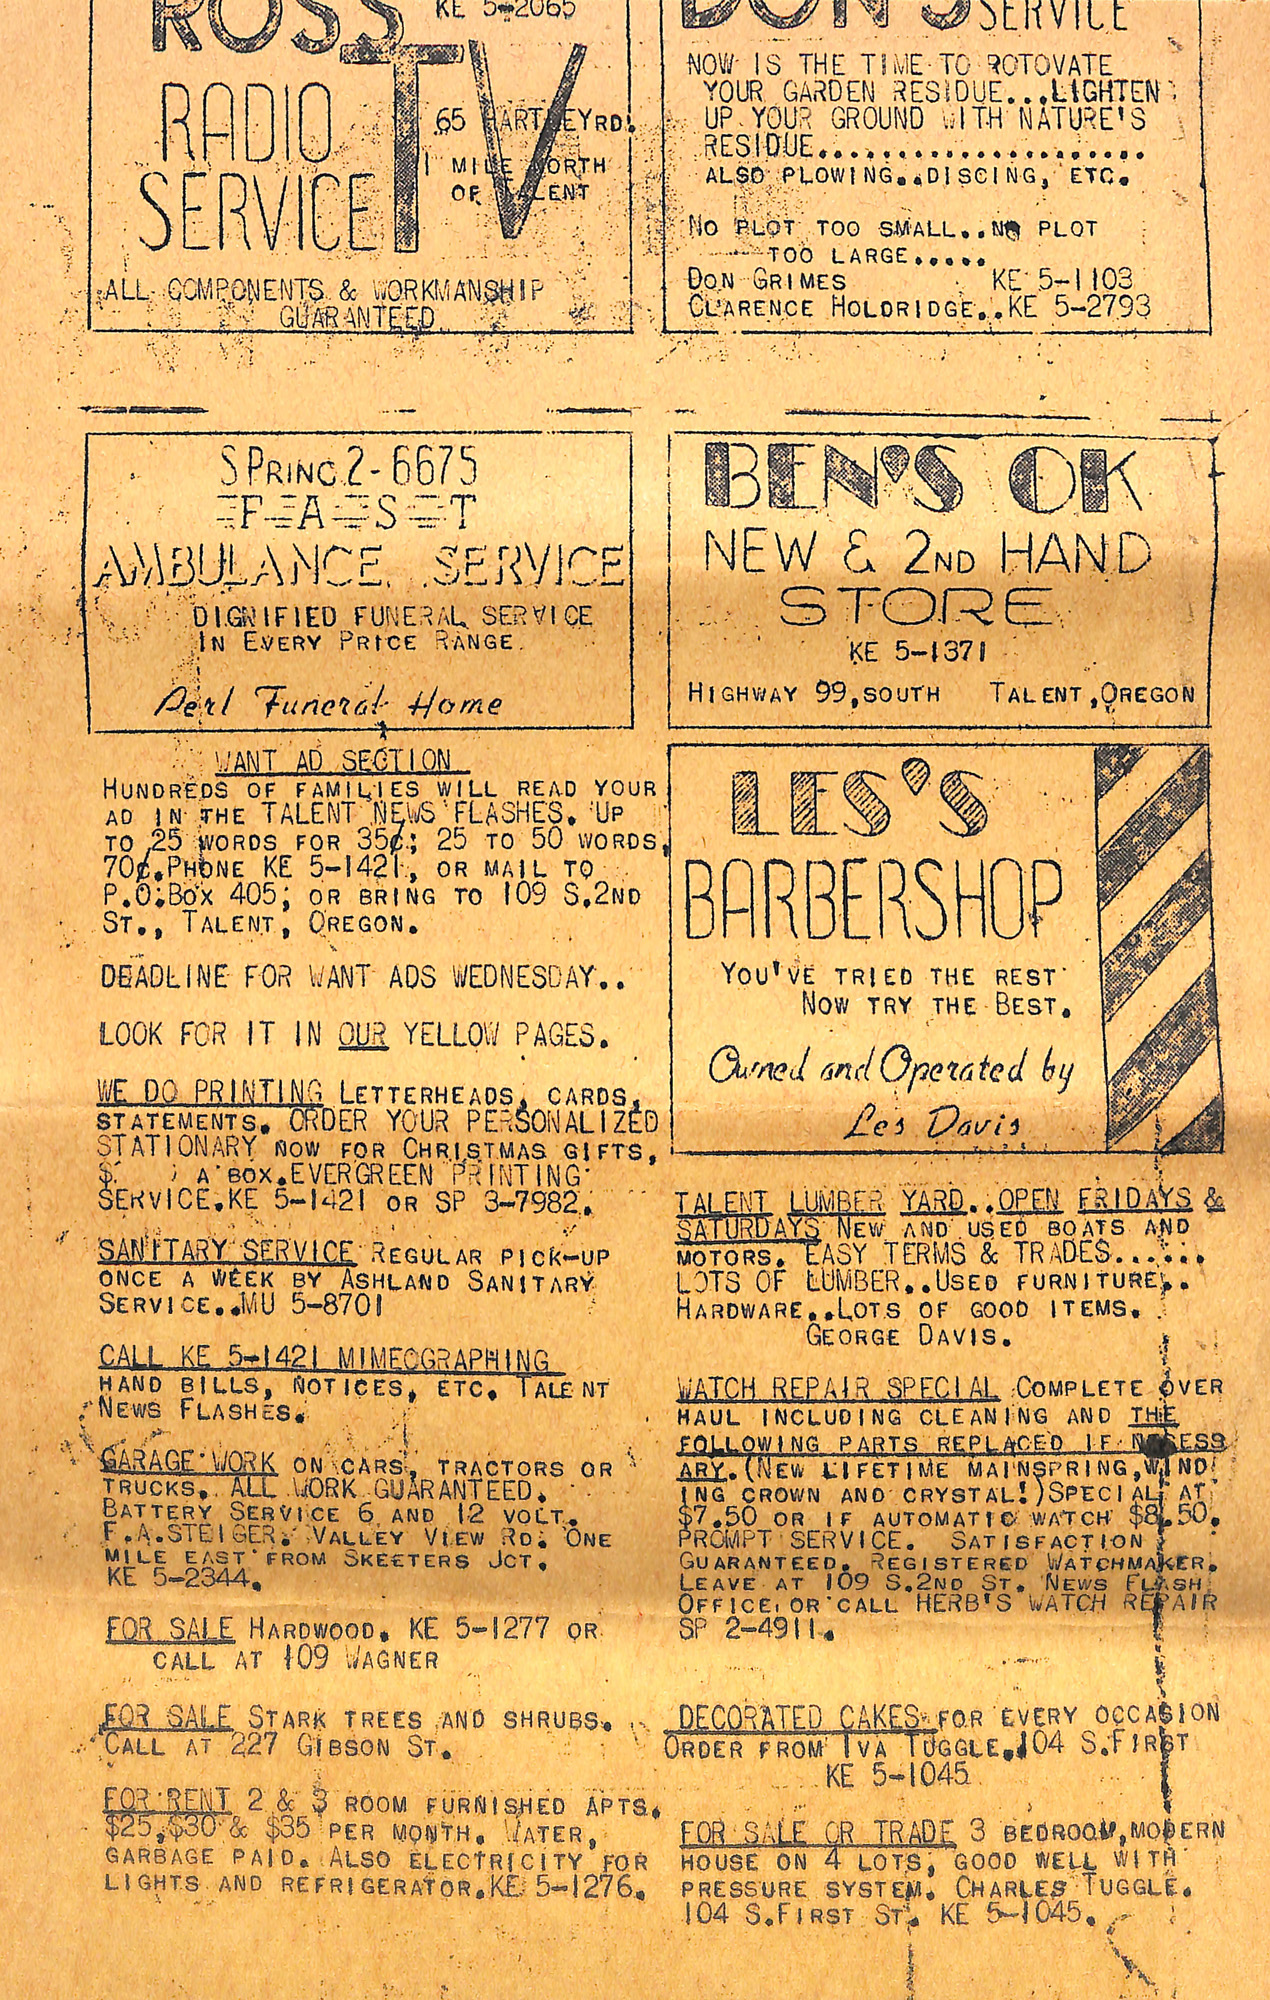 ROSS KE 5-2065
TV
RADIO
SERVICE
65 HARTLEY RD.
1 MILE NORTH
OF TALENT
ALL COMPONENTS & WORKMANSHIP
GUARANTEED
DON'S SERVICE
NOW IS THE TIME TO ROTOVATE
YOUR GARDEN RESIDUE...LIGHTEN
UP YOUR GROUND WITH NATURE'S
RESIDUE......................
ALSO PLOWING..DISCING, ETC.
NO PLOT TOO SMALL..NO PLOT
TOO LARGE.....
DON GRIMES KE 5-1103
CLARENCE HOLDRIDGE..KE 5-2793
SPRING 2-6675
FAST
AMBULANCE SERVICE
DIGNIFIED FUNERAL SERVICE
IN EVERY PRICE RANGE
Perl Funeral Home
BEN'S OK
NEW & 2ND HAND
STORE
KE 5-1371
HIGHWAY 99, SOUTH TALENT, OREGON
WANT AD SECTION
HUNDREDS OF FAMILIES WILL READ YOUR
AD IN THE TALENT NEWS FLASHES. UP
TO 25 WORDS FOR 35¢; 25 TO 50 WORDS,
70¢. PHONE KE 5-1421, OR MAIL TO
P.O. BOX 405; OR BRING TO 109 S.2ND
ST., TALENT, OREGON.
DEADLINE FOR WANT ADS WEDNESDAY..
LOOK FOR IT IN OUR YELLOW PAGES.
WE DO PRINTING LETTERHEADS, CARDS,
STATEMENTS. ORDER YOUR PERSONALIZED
STATIONARY NOW FOR CHRISTMAS GIFTS,
$ A BOX. EVERGREEN PRINTING
SERVICE. KE 5-1421 OR SP 3-7982.
SANITARY SERVICE REGULAR PICK-UP
ONCE A WEEK BY ASHLAND SANITARY
SERVICE..MU 5-8701
CALL KE 5-1421 MIMEOGRAPHING
HAND BILLS, NOTICES, ETC. TALENT
NEWS FLASHES.
GARAGE WORK ON CARS, TRACTORS OR
TRUCKS. ALL WORK GUARANTEED.
BATTERY SERVICE 6 AND 12 VOLT.
F.A.STEIGER. VALLEY VIEW RD. ONE
MILE EAST FROM SKEETERS JCT.
KE 5-2344.
FOR SALE HARDWOOD. KE 5-1277 OR
CALL AT 109 WAGNER
FOR SALE STARK TREES AND SHRUBS.
CALL AT 227 GIBSON ST.
FOR RENT 2 & 3 ROOM FURNISHED APTS.
$25,$30 & $35 PER MONTH. WATER,
GARBAGE PAID. ALSO ELECTRICITY FOR
LIGHTS AND REFRIGERATOR. KE 5-1276.
LES'S
BARBERSHOP
YOU'VE TRIED THE REST
NOW TRY THE BEST.
Owned and Operated by
Les Davis
TALENT LUMBER YARD..OPEN FRIDAYS &
SATURDAYS NEW AND USED BOATS AND
MOTORS. EASY TERMS & TRADES......
LOTS OF LUMBER..USED FURNITURE..
HARDWARE..LOTS OF GOOD ITEMS.
GEORGE DAVIS.
WATCH REPAIR SPECIAL COMPLETE OVER
HAUL INCLUDING CLEANING AND THE
FOLLOWING PARTS REPLACED IF NECESS
ARY.(NEW LIFETIME MAINSPRING, WIND
ING CROWN AND CRYSTAL!)SPECIAL AT
$7.50 OR IF AUTOMATIC WATCH $8.50.
PROMPT SERVICE. SATISFACTION
GUARANTEED. REGISTERED WATCHMAKER.
LEAVE AT 109 S.2ND ST. NEWS FLASH
OFFICE, OR CALL HERB'S WATCH REPAIR
SP 2-4911.
DECORATED CAKES FOR EVERY OCCASION
ORDER FROM IVA TUGGLE. 104 S.FIRST
KE 5-1045
FOR SALE OR TRADE 3 BEDROOM, MODERN
HOUSE ON 4 LOTS, GOOD WELL WITH
PRESSURE SYSTEM. CHARLES TUGGLE.
104 S.FIRST ST. KE 5-1045.